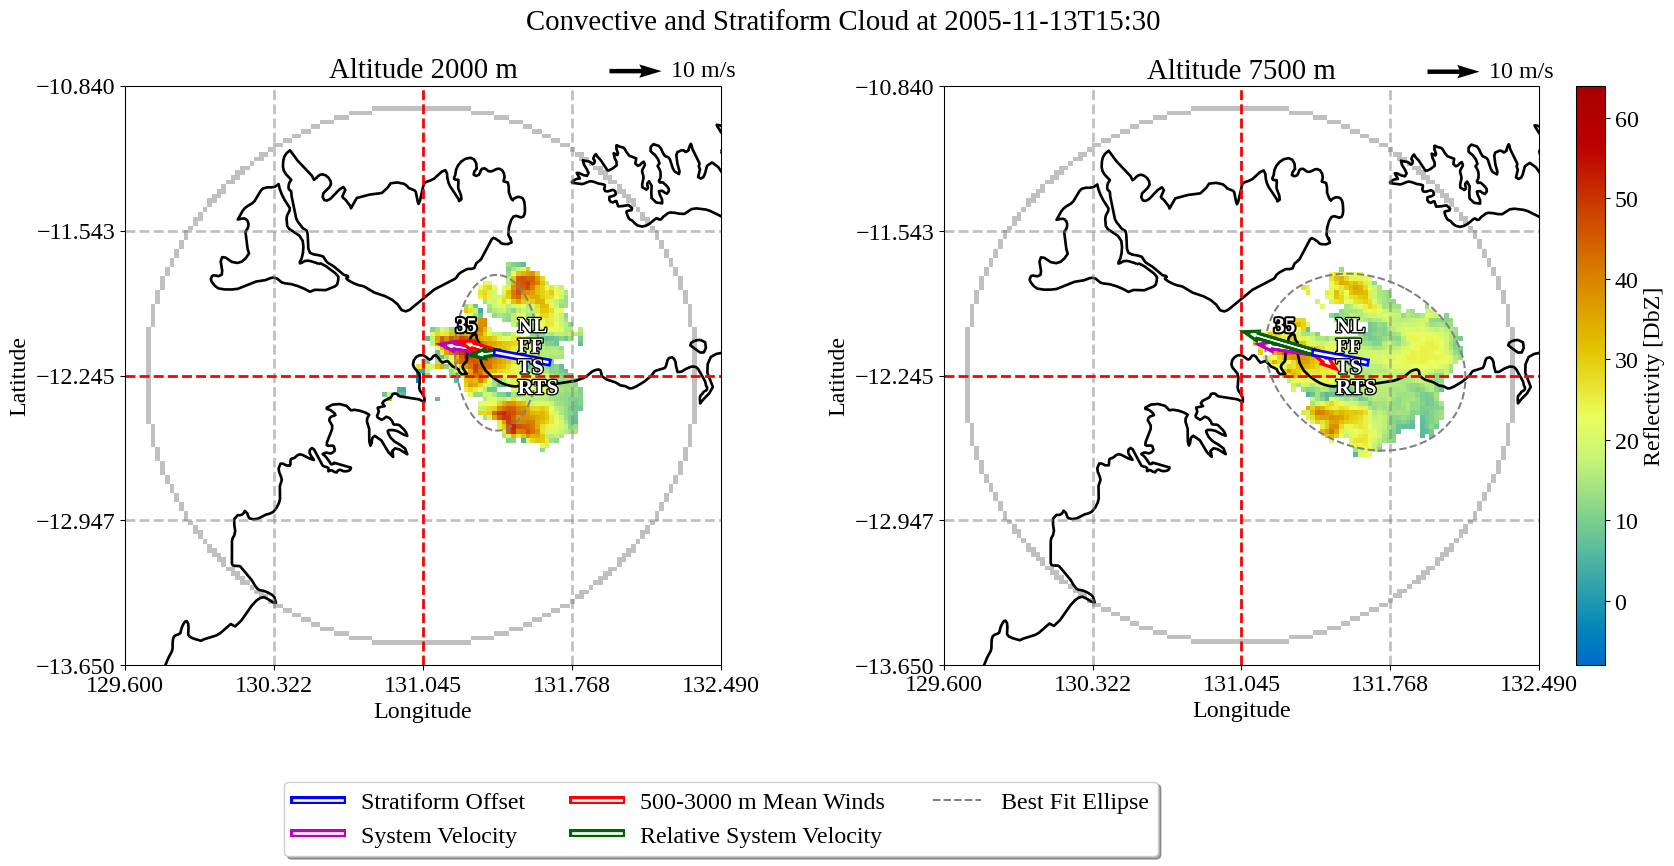 Convective and Stratiform Cloud at 2005-11-13T15:30
Altitude 2000 m
10 m/s
Altitude 7500 m
10 m/s
−10.840
−11.543
−12.245
−12.947
−13.650
Latitude
35
NL
FF
TS
RTS
129.600
130.322
131.045
131.768
132.490
Longitude
−10.840
−11.543
−12.245
−12.947
−13.650
Latitude
35
NL
FF
TS
RTS
129.600
130.322
131.045
131.768
132.490
Longitude
60
50
40
30
20
10
0
Reflectivity [DbZ]
Stratiform Offset
500-3000 m Mean Winds
Best Fit Ellipse
System Velocity
Relative System Velocity